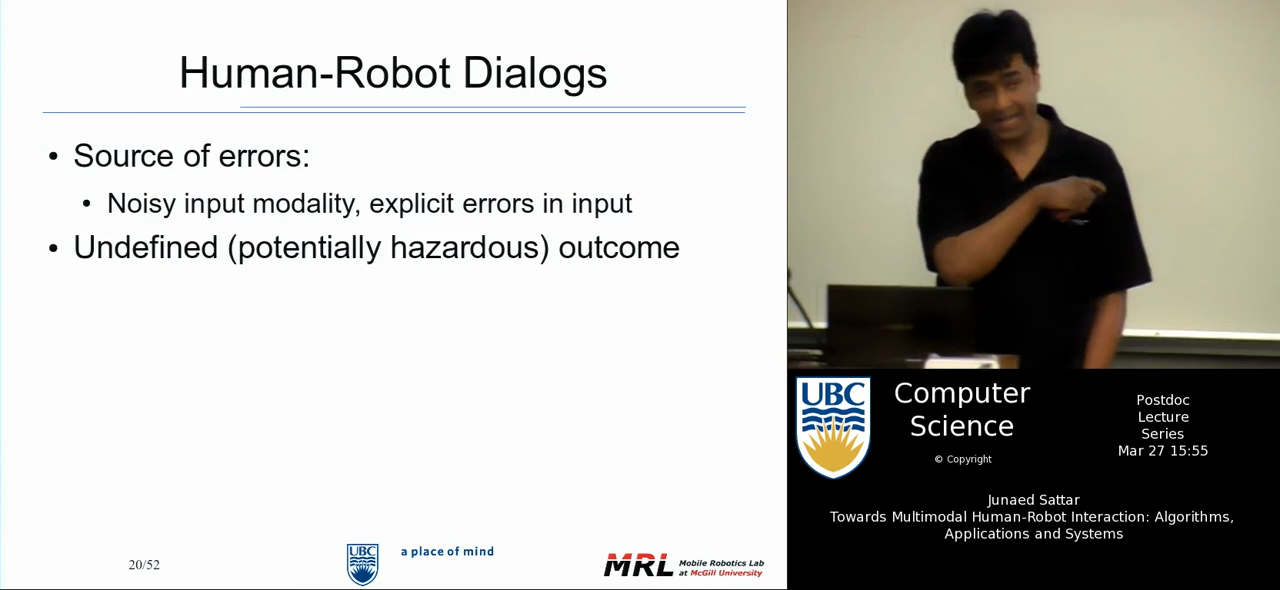 Human-Robot Dialogs
• Source of errors:
• Noisy input modality, explicit errors in input
• Undefined (potentially hazardous) outcome
20/52
UBC
a place of mind
MRL Mobile Robotics Lab
at McGill University
UBC
Computer
Science
© Copyright
Postdoc
Lecture
Series
Mar 27 15:55
Junaed Sattar
Towards Multimodal Human-Robot Interaction: Algorithms,
Applications and Systems